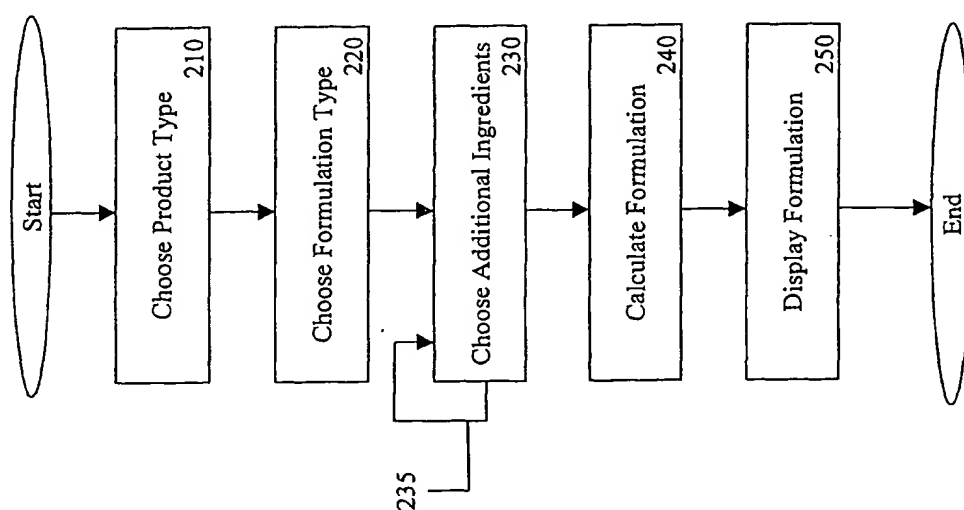 Start
Choose Product Type
210
Choose Formulation Type
220
Choose Additional Ingredients
230
235
Calculate Formulation
240
Display Formulation
250
End